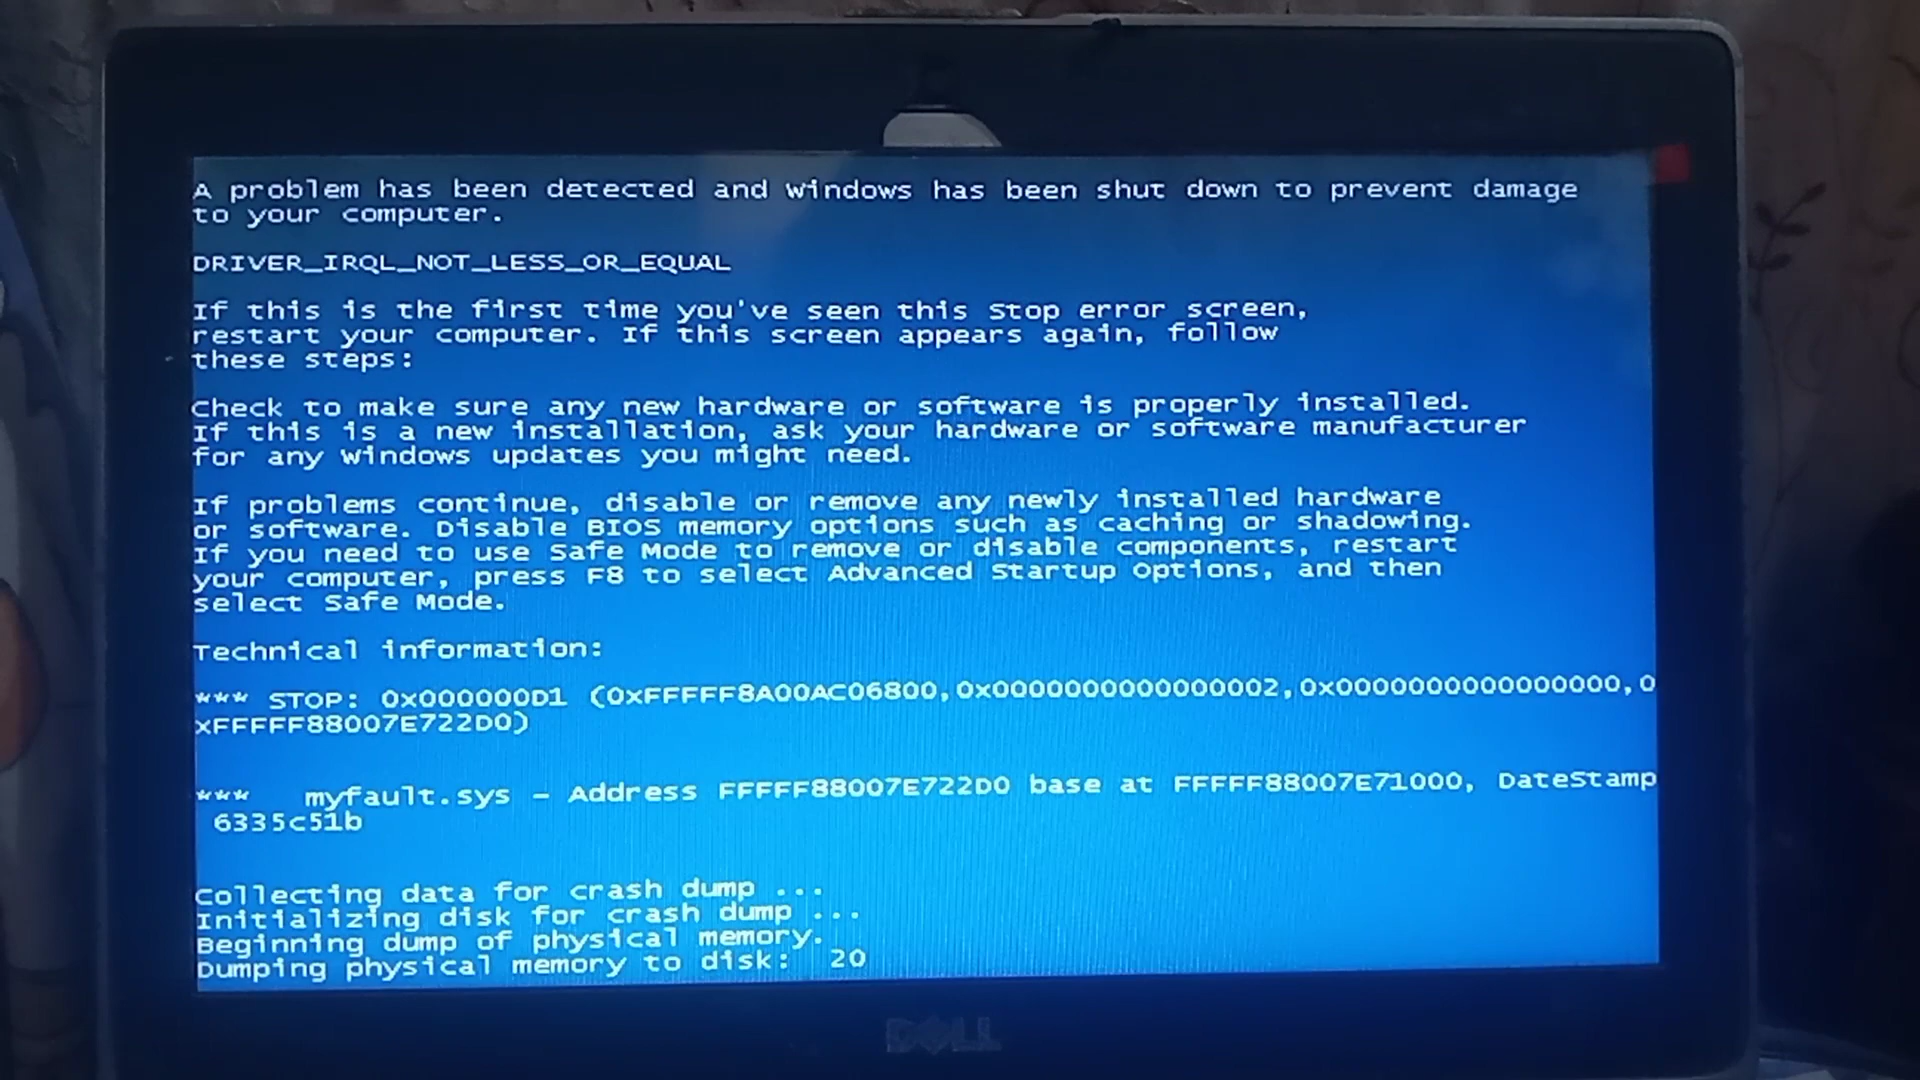 A problem has been detected and windows has been shut down to prevent damage
to your computer.
DRIVER_IRQL_NOT_LESS_OR_EQUAL
If this is the first time you've seen this Stop error screen,
restart your computer. If this screen appears again, follow
these steps:
Check to make sure any new hardware or software is properly installed.
If this is a new installation, ask your hardware or software manufacturer
for any windows updates you might need.
If problems continue, disable or remove any newly installed hardware
or software. Disable BIOS memory options such as caching or shadowing.
If you need to use Safe Mode to remove or disable components, restart
your computer, press F8 to select Advanced Startup Options, and then
select Safe Mode.
Technical information:
*** STOP: 0x000000D1 (0xFFFFF8A00AC06800,0x0000000000000002,0x0000000000000000,0
xFFFFF88007E722D0)
*** myfault.sys - Address FFFFF88007E722D0 base at FFFFF88007E71000, DateStamp
6335c51b
Collecting data for crash dump ...
Initializing disk for crash dump ...
Beginning dump of physical memory.
Dumping physical memory to disk: 20
DELL